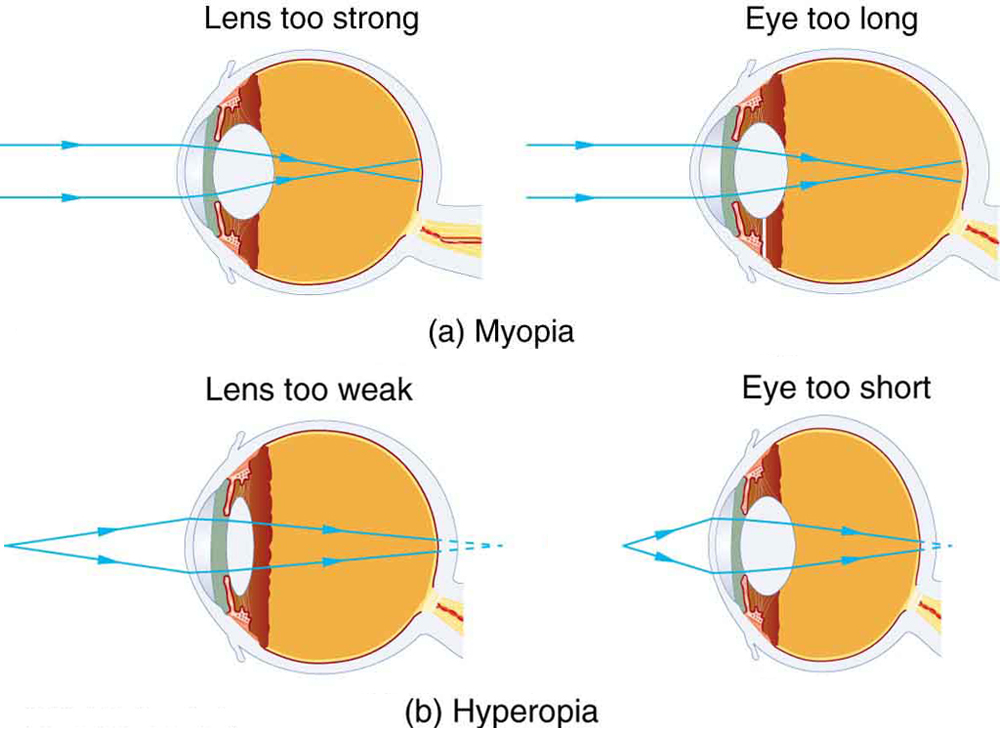 Lens too strong
Eye too long
(a) Myopia
Lens too weak
Eye too short
(b) Hyperopia